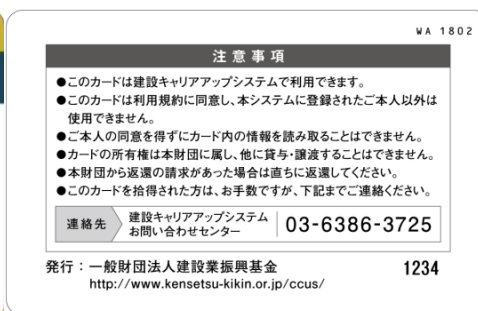 WA 1802
注意事項
●このカードは建設キャリアアップシステムで利用できます。
●このカードは利用規約に同意し、本システムに登録されたご本人以外は
使用できません。
●ご本人の同意を得ずにカード内の情報を読み取ることはできません。
●カードの所有権は本財団に属し、他に貸与・譲渡することはできません。
●本財団から返還の請求があった場合は直ちに返還してください。
●このカードを拾得された方は、お手数ですが、下記までご連絡ください。
連絡先 建設キャリアアップシステム
お問い合わせセンター 03-6386-3725
発行：一般財団法人建設業振興基金 1234
http://www.kensetsu-kikin.or.jp/ccus/